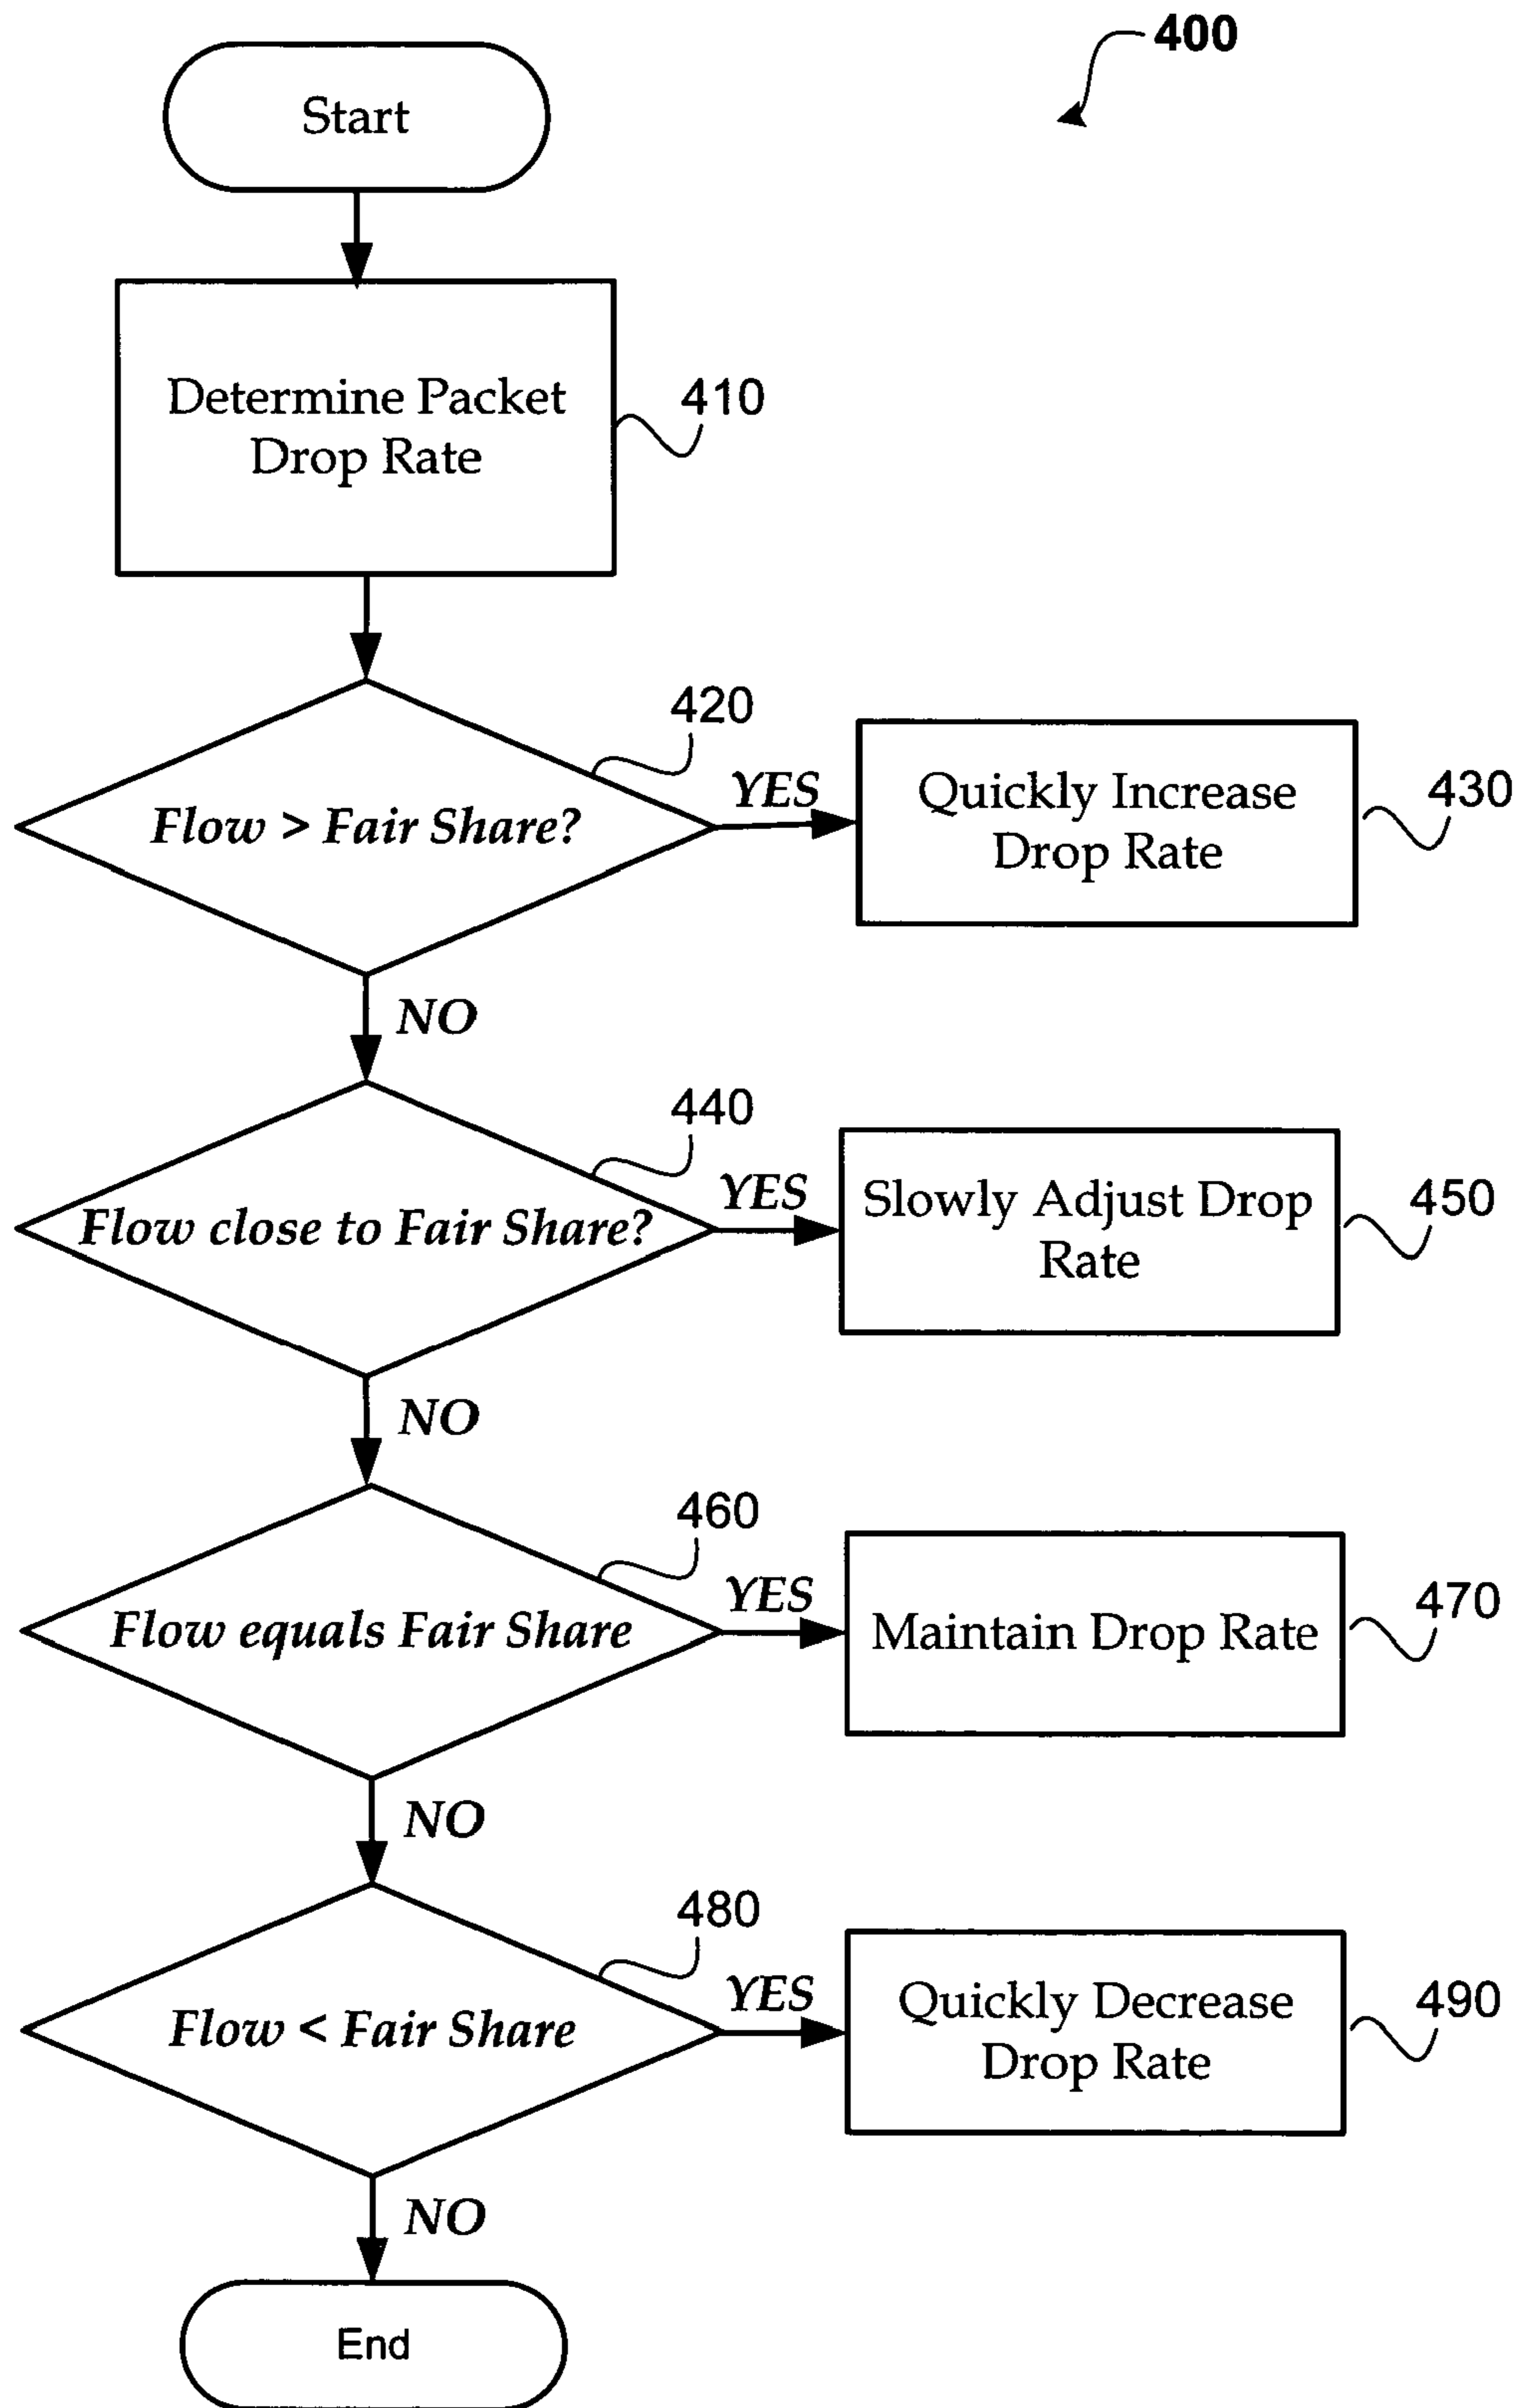 400
Start
Determine Packet
Drop Rate
410
420
Flow > Fair Share?
YES
Quickly Increase
Drop Rate
430
NO
440
Flow close to Fair Share?
YES
Slowly Adjust Drop
Rate
450
NO
460
Flow equals Fair Share
YES
Maintain Drop Rate
470
NO
480
Flow < Fair Share
YES
Quickly Decrease
Drop Rate
490
NO
End